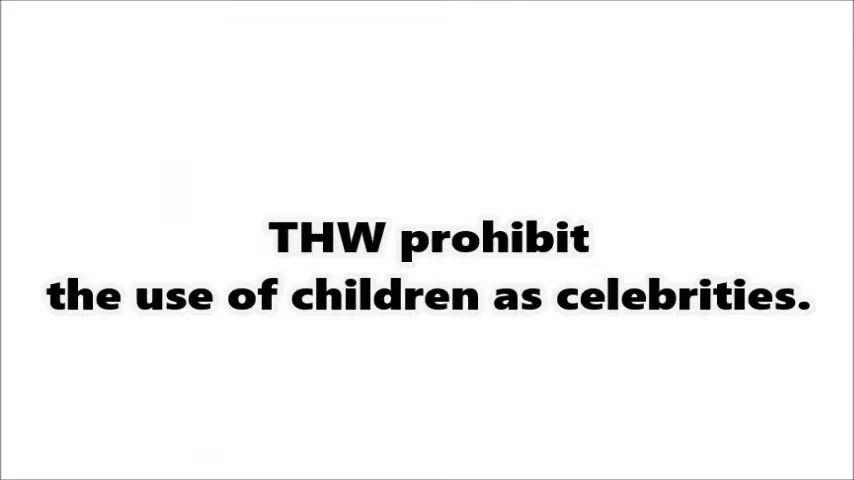 THW prohibit
the use of children as celebrities.